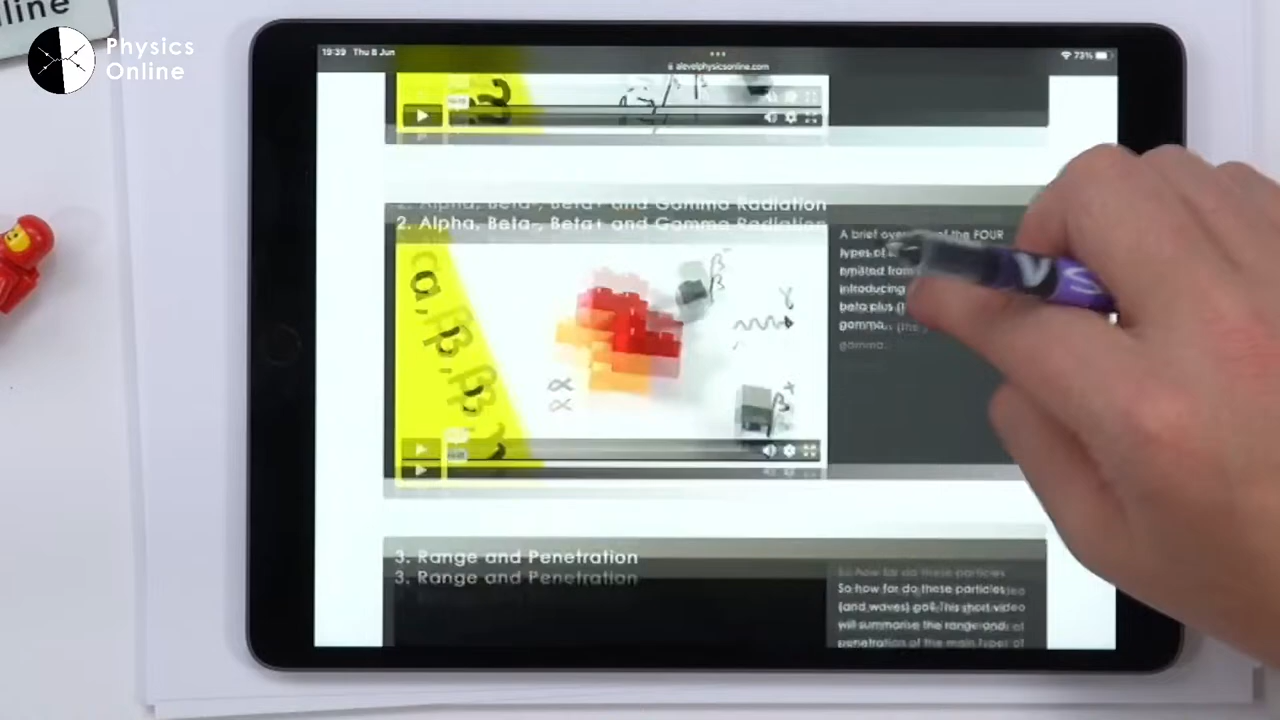 line
Physics
Online
19:39 Thu 8 Jun
alevelphysicsonline.com
73%
2. Alpha, Beta-, Beta+ and Gamma Radiation
A brief of the FOUR
types of
emitted from
introducing
beta plus
gamma.
α, β, β, γ
β⁻
γ
α
β⁺
3. Range and Penetration
So how far do these particles
(and waves) go? This short video
will summarise the range and
penetration of the main types of